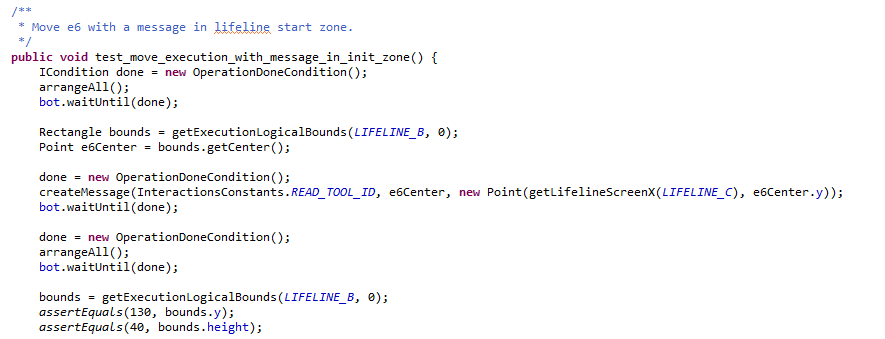 /**
 * Move e6 with a message in lifeline start zone.
 */
public void test_move_execution_with_message_in_init_zone() {
    ICondition done = new OperationDoneCondition();
    arrangeAll();
    bot.waitUntil(done);

    Rectangle bounds = getExecutionLogicalBounds(LIFELINE_B, 0);
    Point e6Center = bounds.getCenter();

    done = new OperationDoneCondition();
    createMessage(InteractionsConstants.READ_TOOL_ID, e6Center, new Point(getLifelineScreenX(LIFELINE_C), e6Center.y));
    bot.waitUntil(done);

    done = new OperationDoneCondition();
    arrangeAll();
    bot.waitUntil(done);

    bounds = getExecutionLogicalBounds(LIFELINE_B, 0);
    assertEquals(130, bounds.y);
    assertEquals(40, bounds.height);